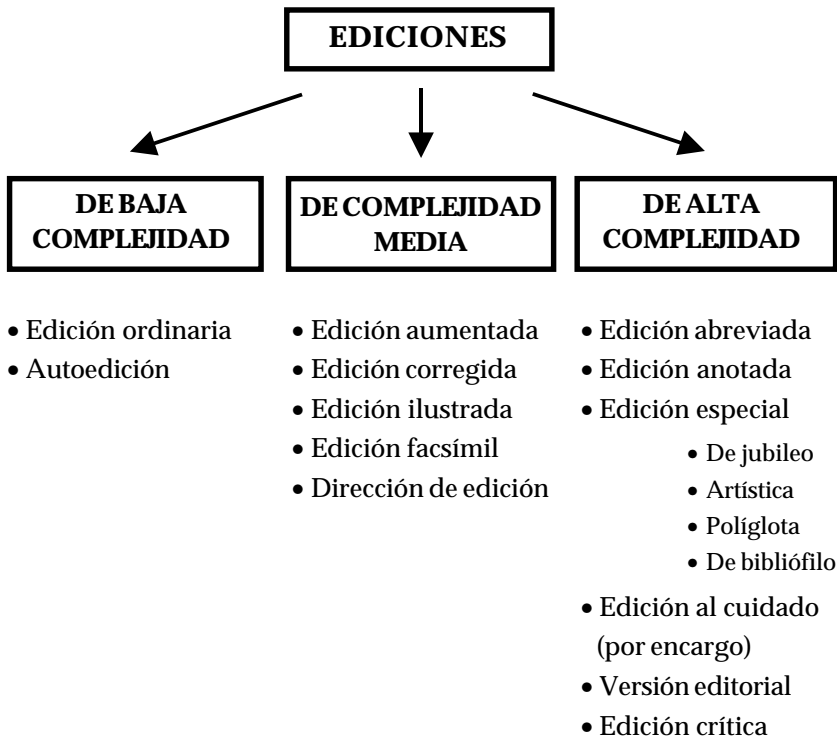 EDICIONES
DE BAJA
COMPLEJIDAD
• Edición ordinaria
• Autoedición
DE COMPLEJIDAD
MEDIA
• Edición aumentada
• Edición corregida
• Edición ilustrada
• Edición facsímil
• Dirección de edición
DE ALTA
COMPLEJIDAD
• Edición abreviada
• Edición anotada
• Edición especial
• De jubileo
• Artística
• Políglota
• De bibliófilo
• Edición al cuidado
(por encargo)
• Versión editorial
• Edición crítica